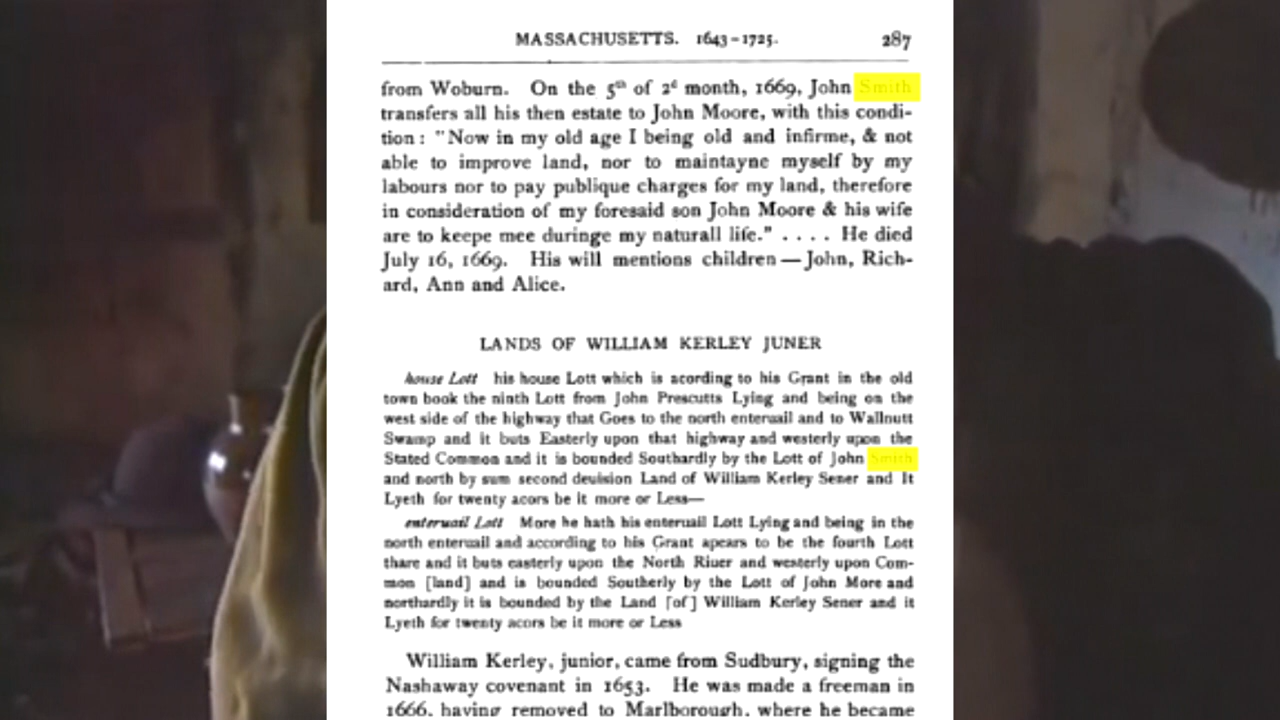 MASSACHUSETTS. 1643-1725. 287
from Woburn. On the 5th of 2d month, 1669, John Smith
transfers all his then estate to John Moore, with this condi-
tion: "Now in my old age I being old and infirme, & not
able to improve land, nor to maintayne myself by my
labours nor to pay publique charges for my land, therefore
in consideration of my foresaid son John Moore & his wife
are to keepe mee duringe my naturall life." . . . . He died
July 16, 1669. His will mentions children—John, Rich-
ard, Ann and Alice.
LANDS OF WILLIAM KERLEY JUNER
house Lott his house Lott which is acording to his Grant in the old
town book the ninth Lott from John Prescutts Lying and being on the
west side of the highway that Goes to the north enteruail and to Wallnutt
Swamp and it buts Easterly upon that highway and westerly upon the
Stated Common and it is bounded Southardly by the Lott of John Smith
and north by sum second deuision Land of William Kerley Sener and It
Lyeth for twenty acors be it more or Less—
enteruail Lott More he hath his enteruail Lott Lying and being in the
north enteruail and according to his Grant apears to be the fourth Lott
thare and it buts easterly upon the North Riuer and westerly upon Com-
mon [land] and is bounded Southerly by the Lott of John More and
northardly it is bounded by the Land [of] William Kerley Sener and it
Lyeth for twenty acors be it more or Less
William Kerley, junior, came from Sudbury, signing the
Nashaway covenant in 1653. He was made a freeman in
1666, having removed to Marlborough, where he became